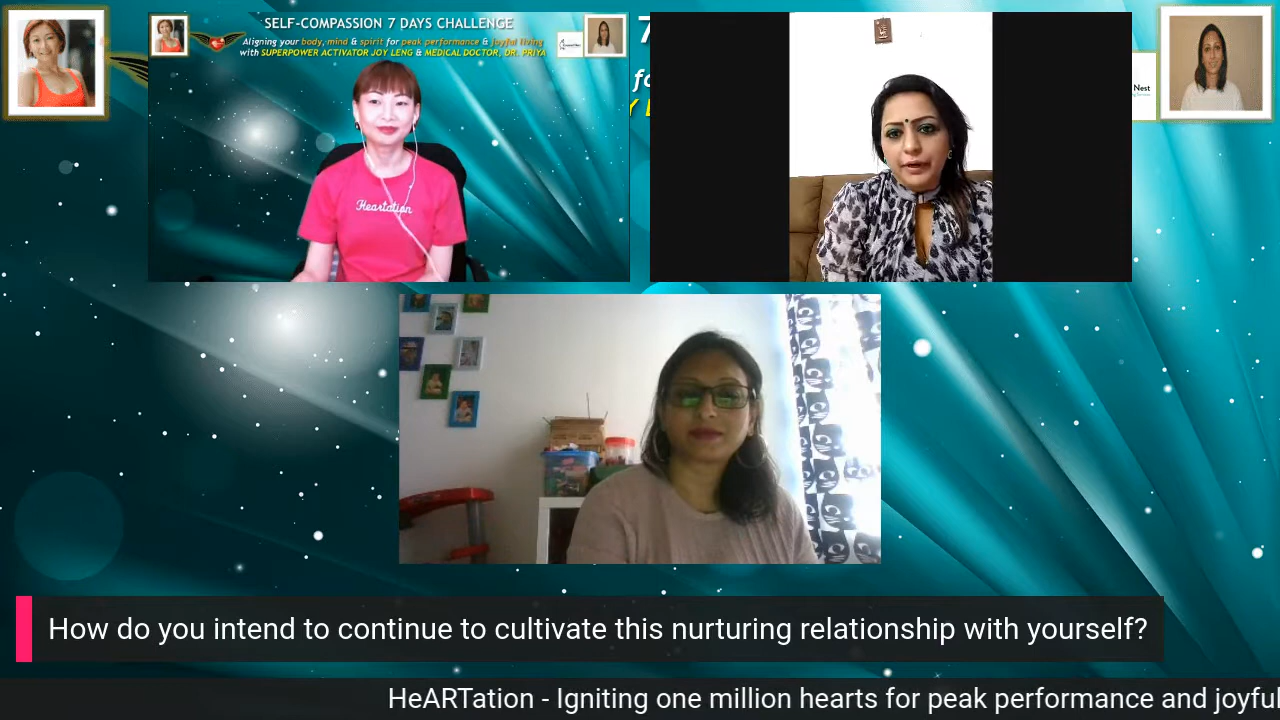 SELF-COMPASSION 7 DAYS CHALLENGE
Aligning your body, mind & spirit for peak performance & joyful living
with SUPERPOWER ACTIVATOR JOY LENG & MEDICAL DOCTOR, DR. PRIYA
7
fo
Nest
Heartation
How do you intend to continue to cultivate this nurturing relationship with yourself?
HeARTation - Igniting one million hearts for peak performance and joyful